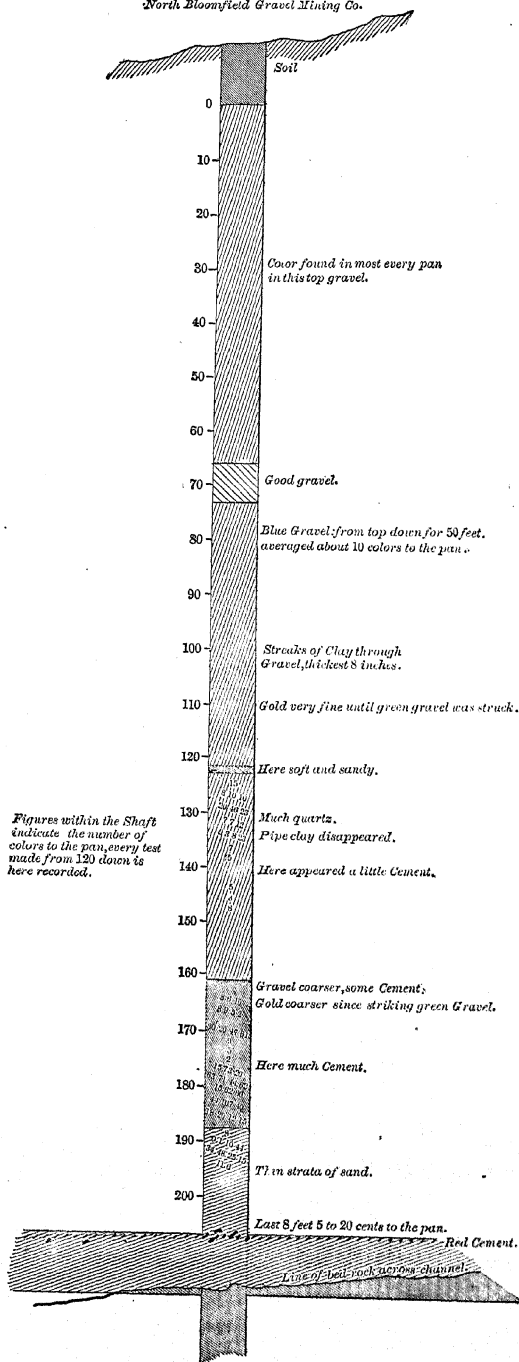 North Bloomfield Gravel Mining Co.
Soil
0
10
20
30
Color found in most every pan
in this top gravel.
40
50
60
70
Good gravel.
80
Blue Gravel: from top down for 50 feet.
averaged about 10 colors to the pan.
90
100
Streaks of Clay through
Gravel, thickest 8 inches.
110
Gold very fine until green gravel was struck.
120
Here soft and sandy.
130
Much quartz.
Pipe clay disappeared.
Figures within the Shaft
indicate the number of
colors to the pan, every test
made from 120 down is
here recorded.
140
Here appeared a little Cement.
150
160
Gravel coarser, some Cement;
Gold coarser since striking green Gravel.
170
Here much Cement.
180
190
Thin strata of sand.
200
Last 8 feet 5 to 20 cents to the pan.
Red Cement.
Line of bed-rock across channel.